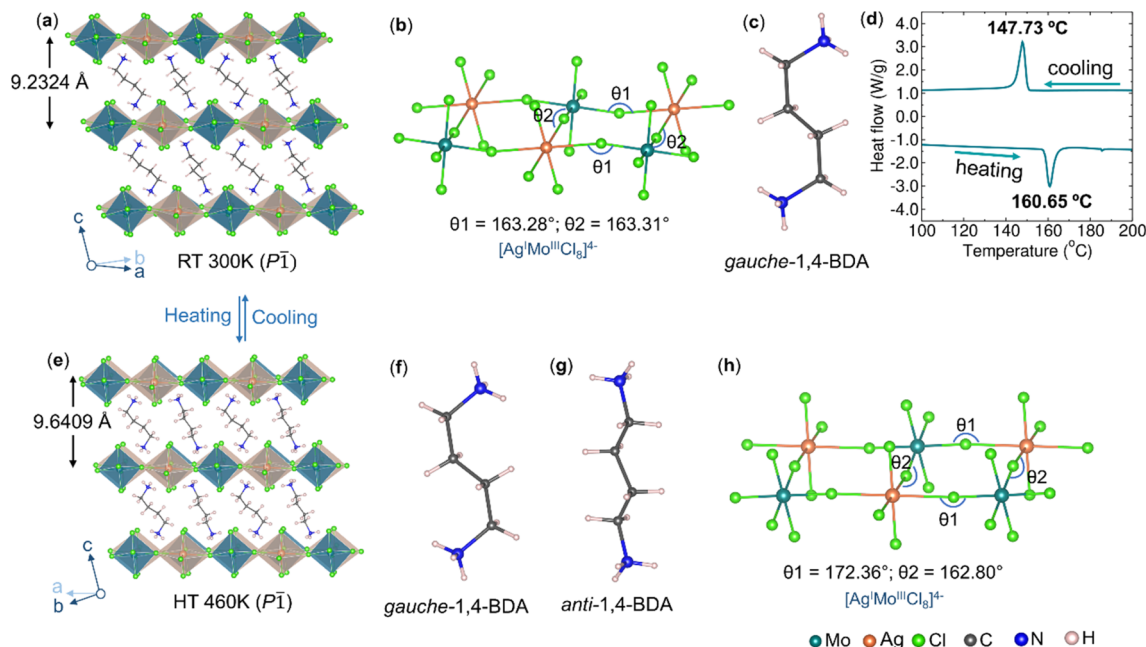 (a)
9.2324 Å
c
b
a
RT 300K (P1̄)
(b)
θ1
θ2
θ2
θ1
θ1 = 163.28°; θ2 = 163.31°
[AgᴵMoᴵᴵᴵCl₈]⁴⁻
(c)
gauche-1,4-BDA
(d)
4.0
3.0
2.0
1.0
0.0
-1.0
-2.0
-3.0
4.0
Heat flow (W/g)
147.73 ºC
cooling
heating
160.65 ºC
100 120 140 160 180 200
Temperature (°C)
Heating
Cooling
(e)
9.6409 Å
c
a
b
HT 460K (P1̄)
(f)
gauche-1,4-BDA
(g)
anti-1,4-BDA
(h)
θ1
θ2
θ2
θ1
θ1 = 172.36°; θ2 = 162.80°
[AgᴵMoᴵᴵᴵCl₈]⁴⁻
Mo Ag Cl C N H